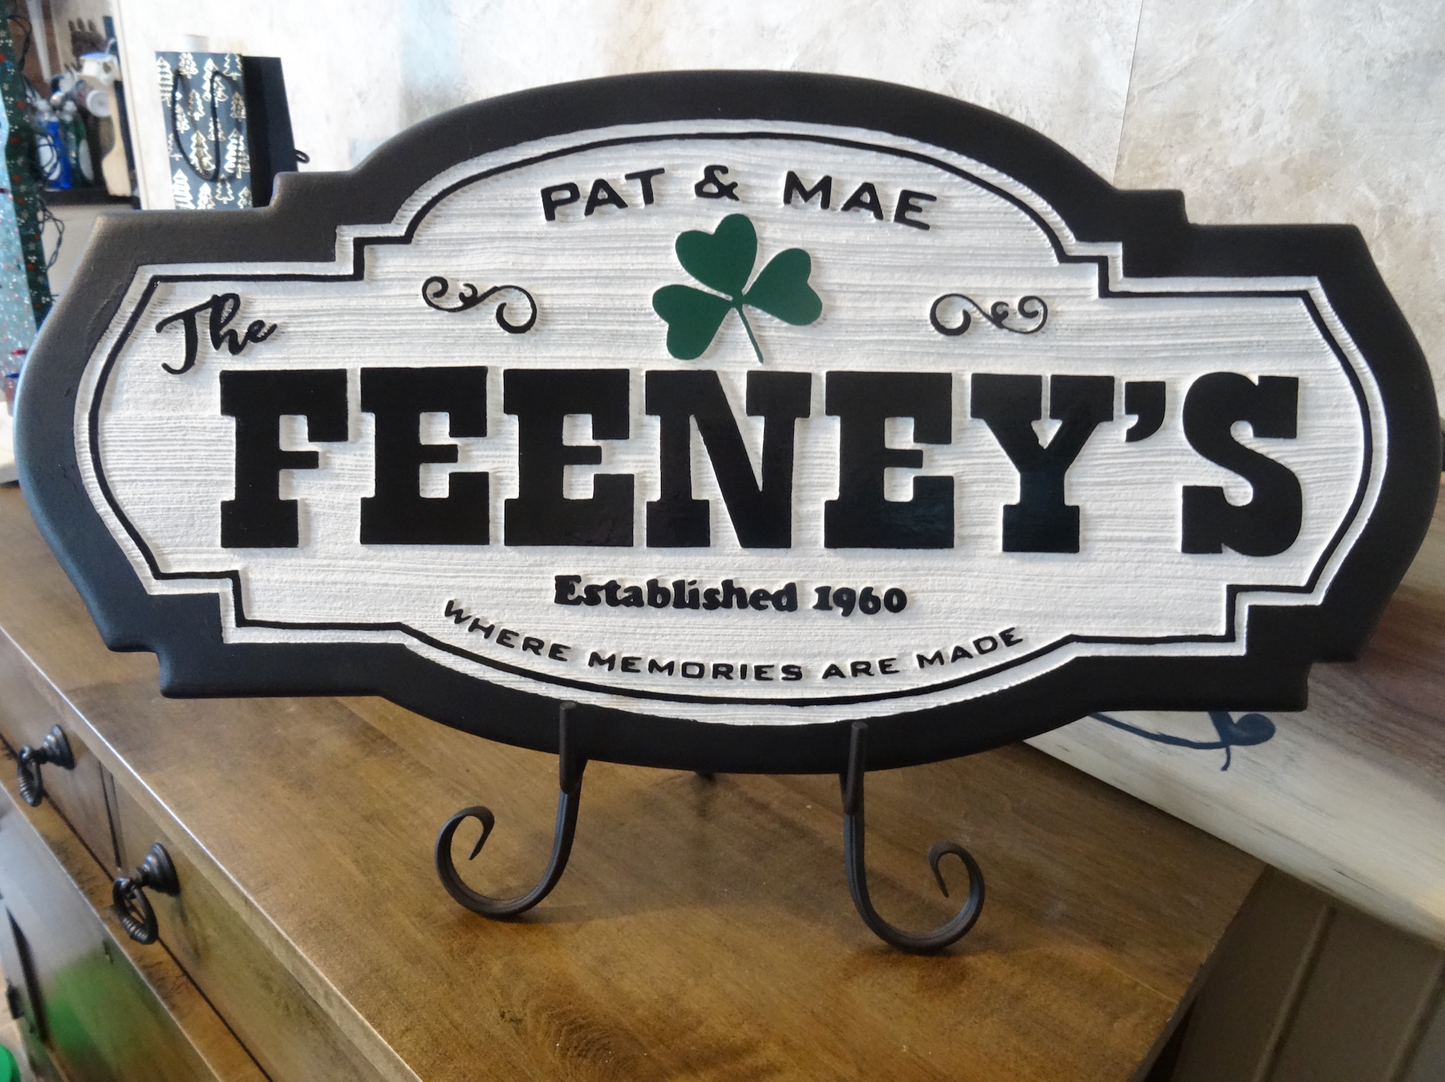 PAT & MAE
The
FEENEY'S
Established 1960
WHERE MEMORIES ARE MADE